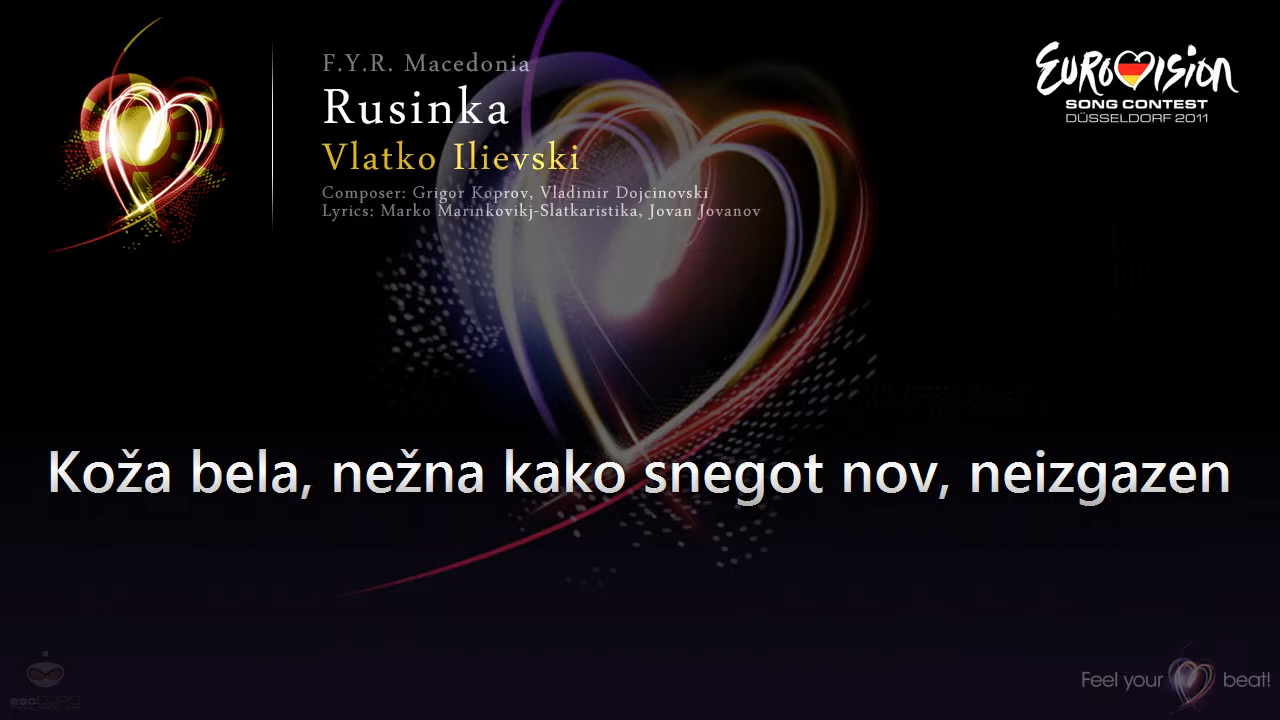 F.Y.R. Macedonia
Rusinka
Vlatko Ilievski
Composer: Grigor Koprov, Vladimir Dojcinovski
Lyrics: Marko Marinkovikj-Slatkaristika, Jovan Jovanov
EUROVISION
SONG CONTEST
DÜSSELDORF 2011
Koža bela, nežna kako snegot nov, neizgazen
Feel your beat!